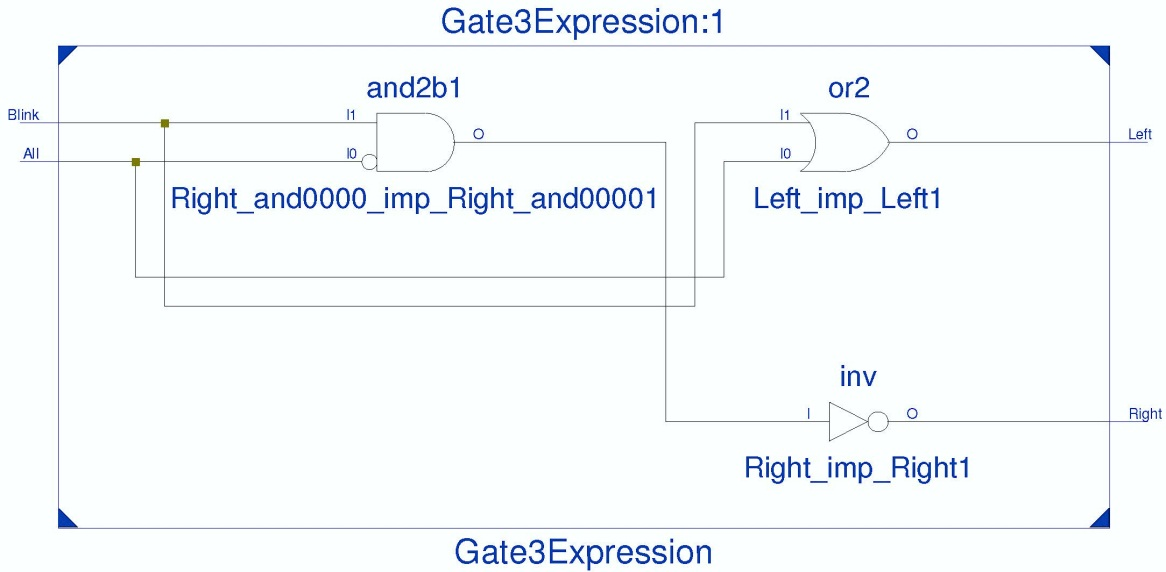 Gate3Expression:1
and2b1
or2
Blink
I1
O
I1
O
Left
All
I0
I0
Right_and0000_imp_Right_and00001
Left_imp_Left1
inv
I
O
Right
Right_imp_Right1
Gate3Expression